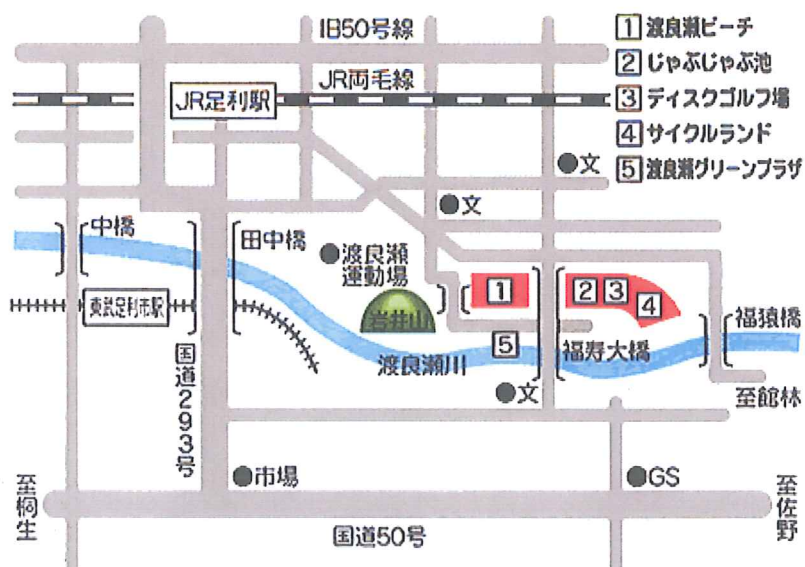 旧50号線
1 渡良瀬ビーチ
2 じゃぶじゃぶ池
3 ディスクゴルフ場
4 サイクルランド
5 渡良瀬グリーンプラザ
JR両毛線
JR足利駅
●文
●文
中橋
田中橋
●渡良瀬
運動場
岩井山
1
2
3
4
5
東武足利市駅
渡良瀬川
福寿大橋
福猿橋
至館林
国道293号
●文
●市場
●GS
至桐生
至佐野
国道50号